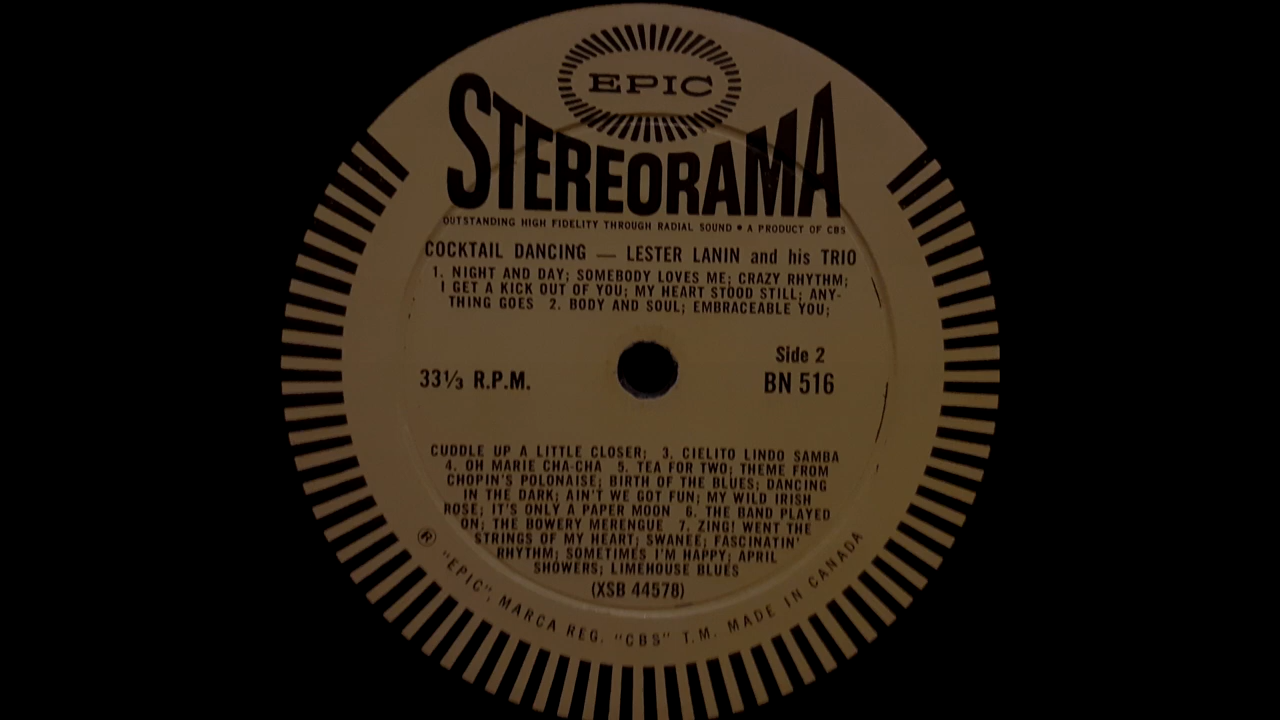 EPIC
STEREORAMA
OUTSTANDING HIGH FIDELITY THROUGH RADIAL SOUND • A PRODUCT OF CBS
COCKTAIL DANCING — LESTER LANIN and his TRIO
1. NIGHT AND DAY; SOMEBODY LOVES ME; CRAZY RHYTHM;
I GET A KICK OUT OF YOU; MY HEART STOOD STILL; ANY-
THING GOES 2. BODY AND SOUL; EMBRACEABLE YOU;
Side 2
33⅓ R.P.M.
BN 516
CUDDLE UP A LITTLE CLOSER; 3. CIELITO LINDO SAMBA
4. OH MARIE CHA-CHA 5. TEA FOR TWO; THEME FROM
CHOPIN'S POLONAISE; BIRTH OF THE BLUES; DANCING
IN THE DARK; AIN'T WE GOT FUN; MY WILD IRISH
ROSE; IT'S ONLY A PAPER MOON 6. THE BAND PLAYED
ON; THE BOWERY MERENGUE 7. ZING! WENT THE
STRINGS OF MY HEART; SWANEE; FASCINATIN'
RHYTHM; SOMETIMES I'M HAPPY; APRIL
SHOWERS; LIMEHOUSE BLUES
(XSB 44578)
® "EPIC", MARCA REG. "CBS" T.M. MADE IN CANADA